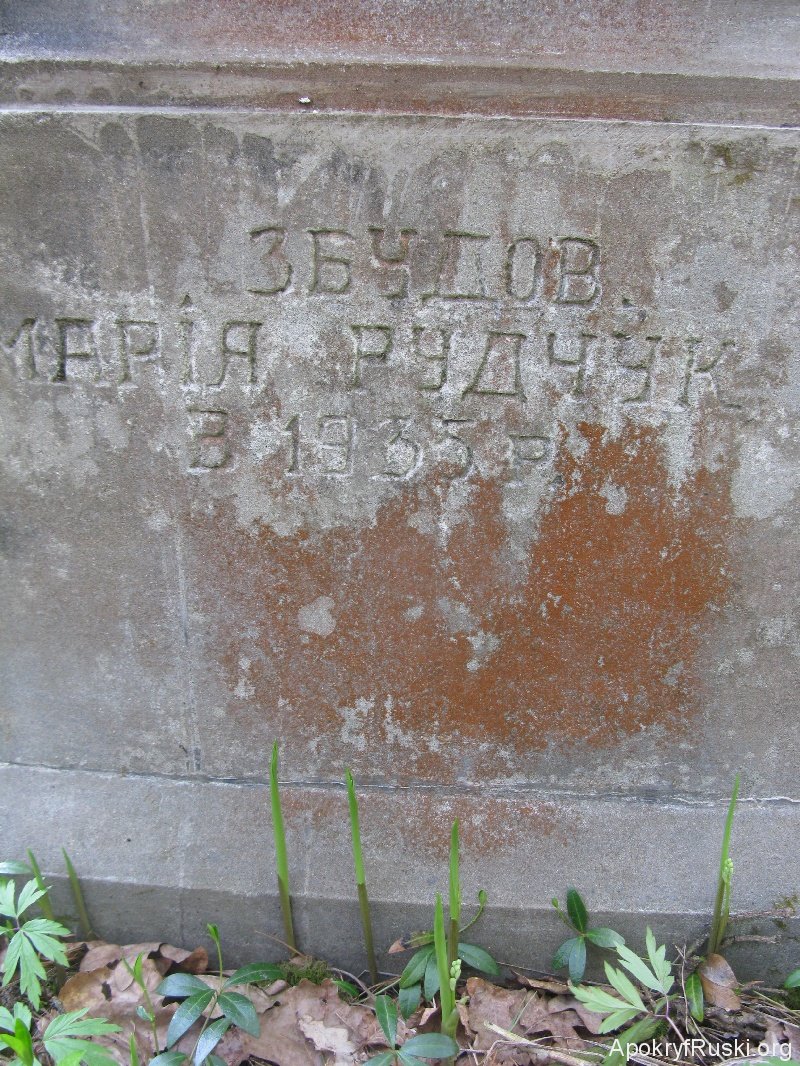 ЗБУДОВ.
МАРІЯ РУДЧУК
В 1935 Р.
ApokryfRuski.org